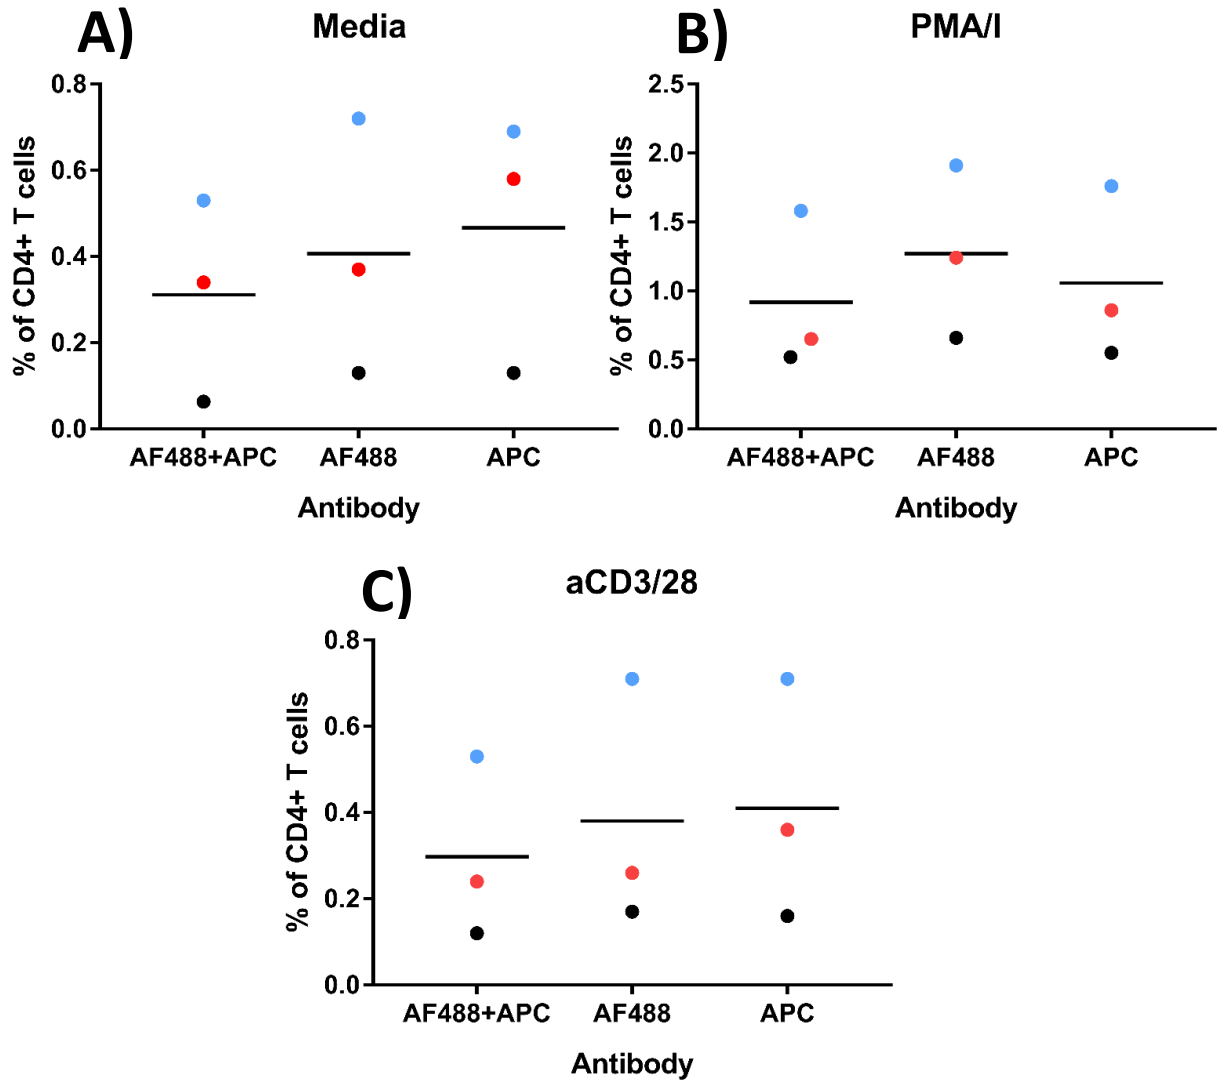 A)
Media
% of CD4+ T cells
0.8
0.6
0.4
0.2
0.0
AF488+APC AF488 APC
Antibody
B)
PMA/I
% of CD4+ T cells
2.5
2.0
1.5
1.0
0.5
0.0
AF488+APC AF488 APC
Antibody
C)
aCD3/28
% of CD4+ T cells
0.8
0.6
0.4
0.2
0.0
AF488+APC AF488 APC
Antibody